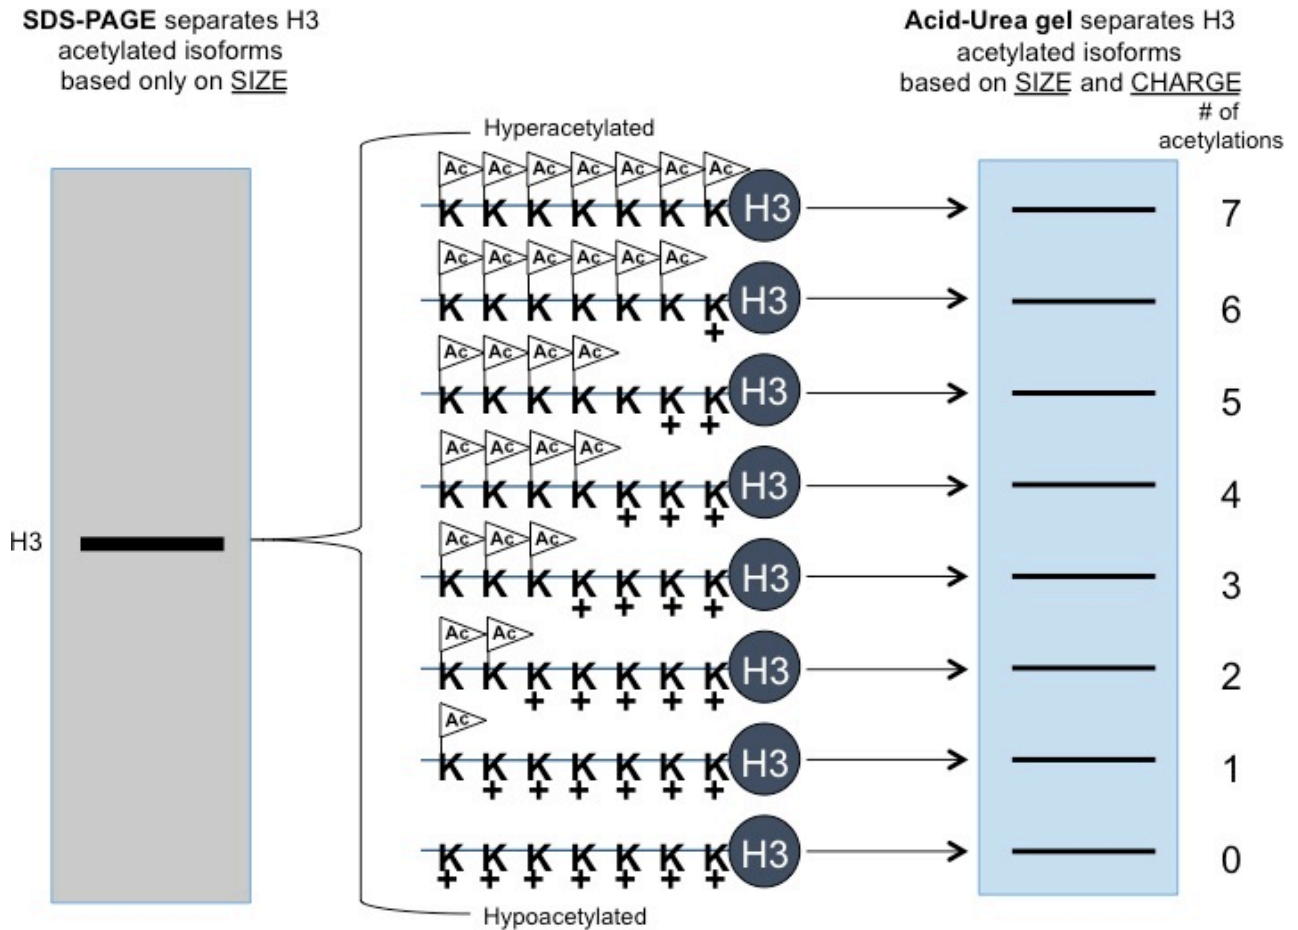 SDS-PAGE separates H3
acetylated isoforms
based only on SIZE
Acid-Urea gel separates H3
acetylated isoforms
based on SIZE and CHARGE
# of
acetylations
Hyperacetylated
Ac Ac Ac Ac Ac Ac Ac
K K K K K K K H3
7
Ac Ac Ac Ac Ac Ac
K K K K K K K H3
6
+
Ac Ac Ac Ac
K K K K K K K H3
5
+ +
Ac Ac Ac Ac
K K K K K K K H3
4
+ + +
H3
Ac Ac Ac
K K K K K K K H3
3
+ + + +
Ac Ac
K K K K K K K H3
2
+ + + + +
Ac
K K K K K K K H3
1
+ + + + + +
K K K K K K K H3
0
+ + + + + + +
Hypoacetylated